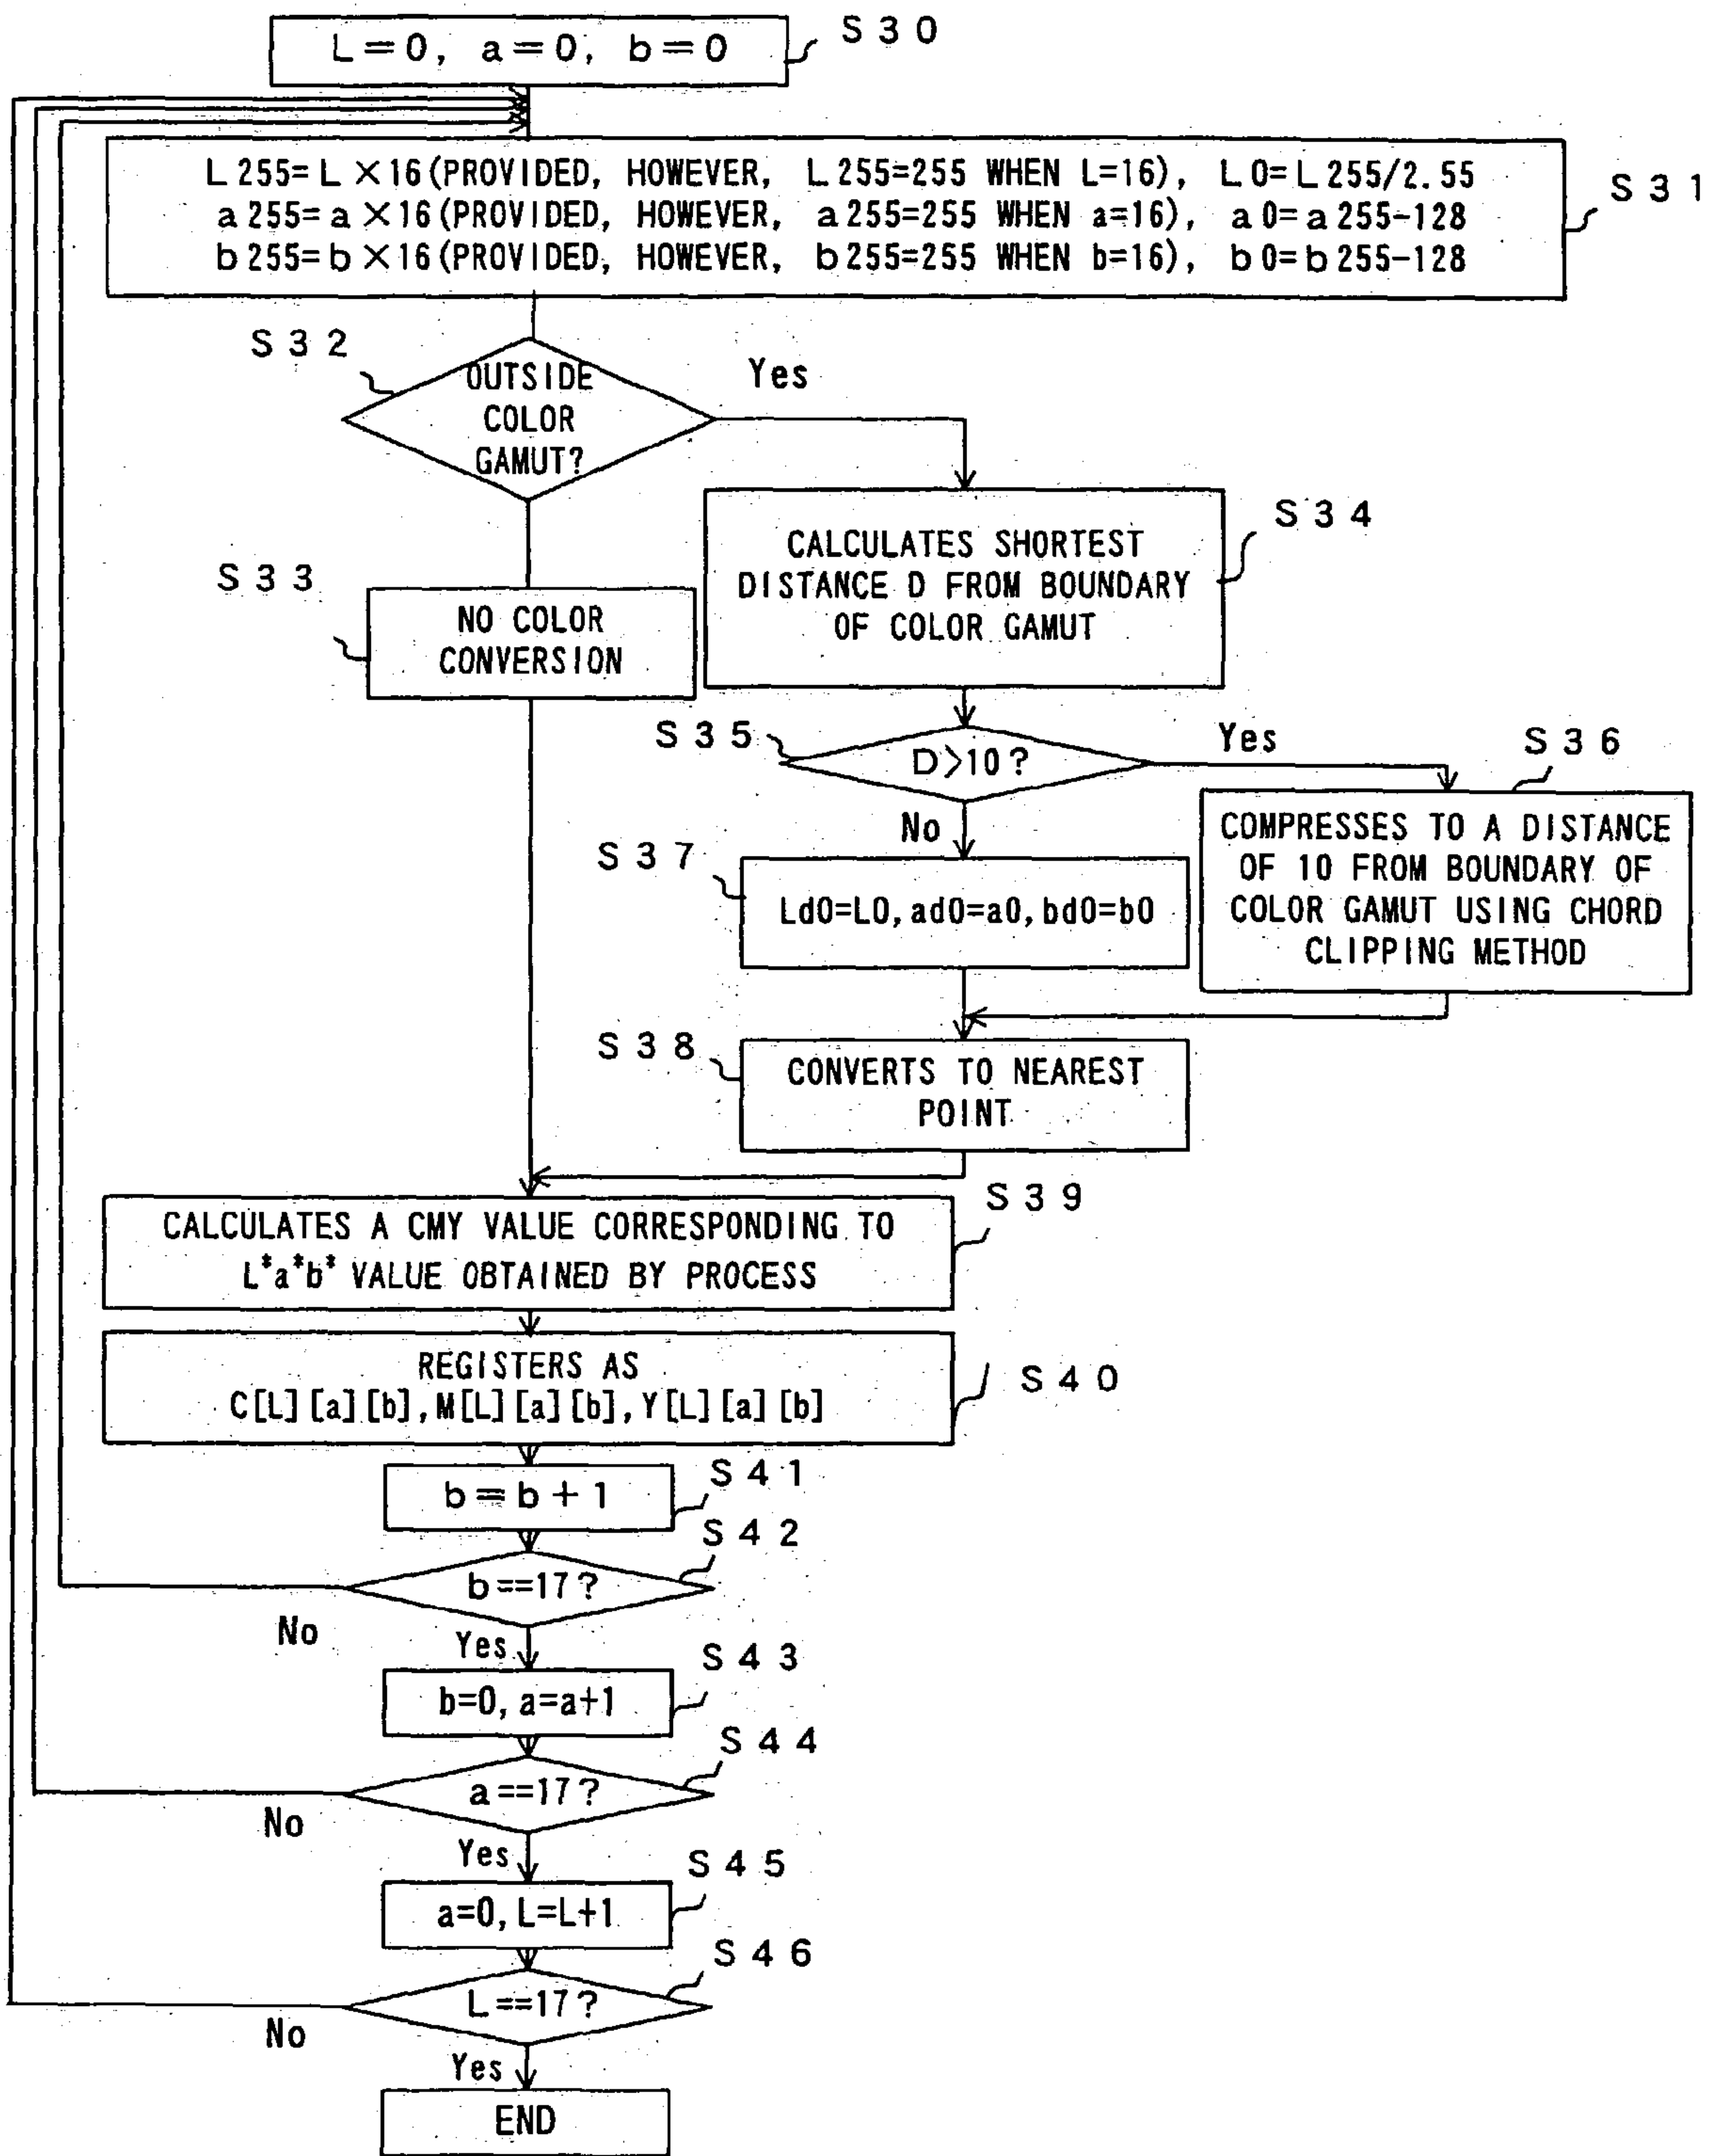 L=0, a=0, b=0
S30
L255=L×16(PROVIDED, HOWEVER, L255=255 WHEN L=16), L0=L255/2.55
a255=a×16(PROVIDED, HOWEVER, a255=255 WHEN a=16), a0=a255-128
b255=b×16(PROVIDED, HOWEVER, b255=255 WHEN b=16), b0=b255-128
S31
S32
OUTSIDE
COLOR
GAMUT?
Yes
S33
NO COLOR
CONVERSION
S34
CALCULATES SHORTEST
DISTANCE D FROM BOUNDARY
OF COLOR GAMUT
S35
D>10?
Yes
No
S36
COMPRESSES TO A DISTANCE
OF 10 FROM BOUNDARY OF
COLOR GAMUT USING CHORD
CLIPPING METHOD
S37
Ld0=L0, ad0=a0, bd0=b0
S38
CONVERTS TO NEAREST
POINT
S39
CALCULATES A CMY VALUE CORRESPONDING TO
L*a*b* VALUE OBTAINED BY PROCESS
S40
REGISTERS AS
C[L][a][b], M[L][a][b], Y[L][a][b]
S41
b=b+1
S42
b==17?
No
Yes
S43
b=0, a=a+1
S44
a==17?
No
Yes
S45
a=0, L=L+1
S46
L==17?
No
Yes
END